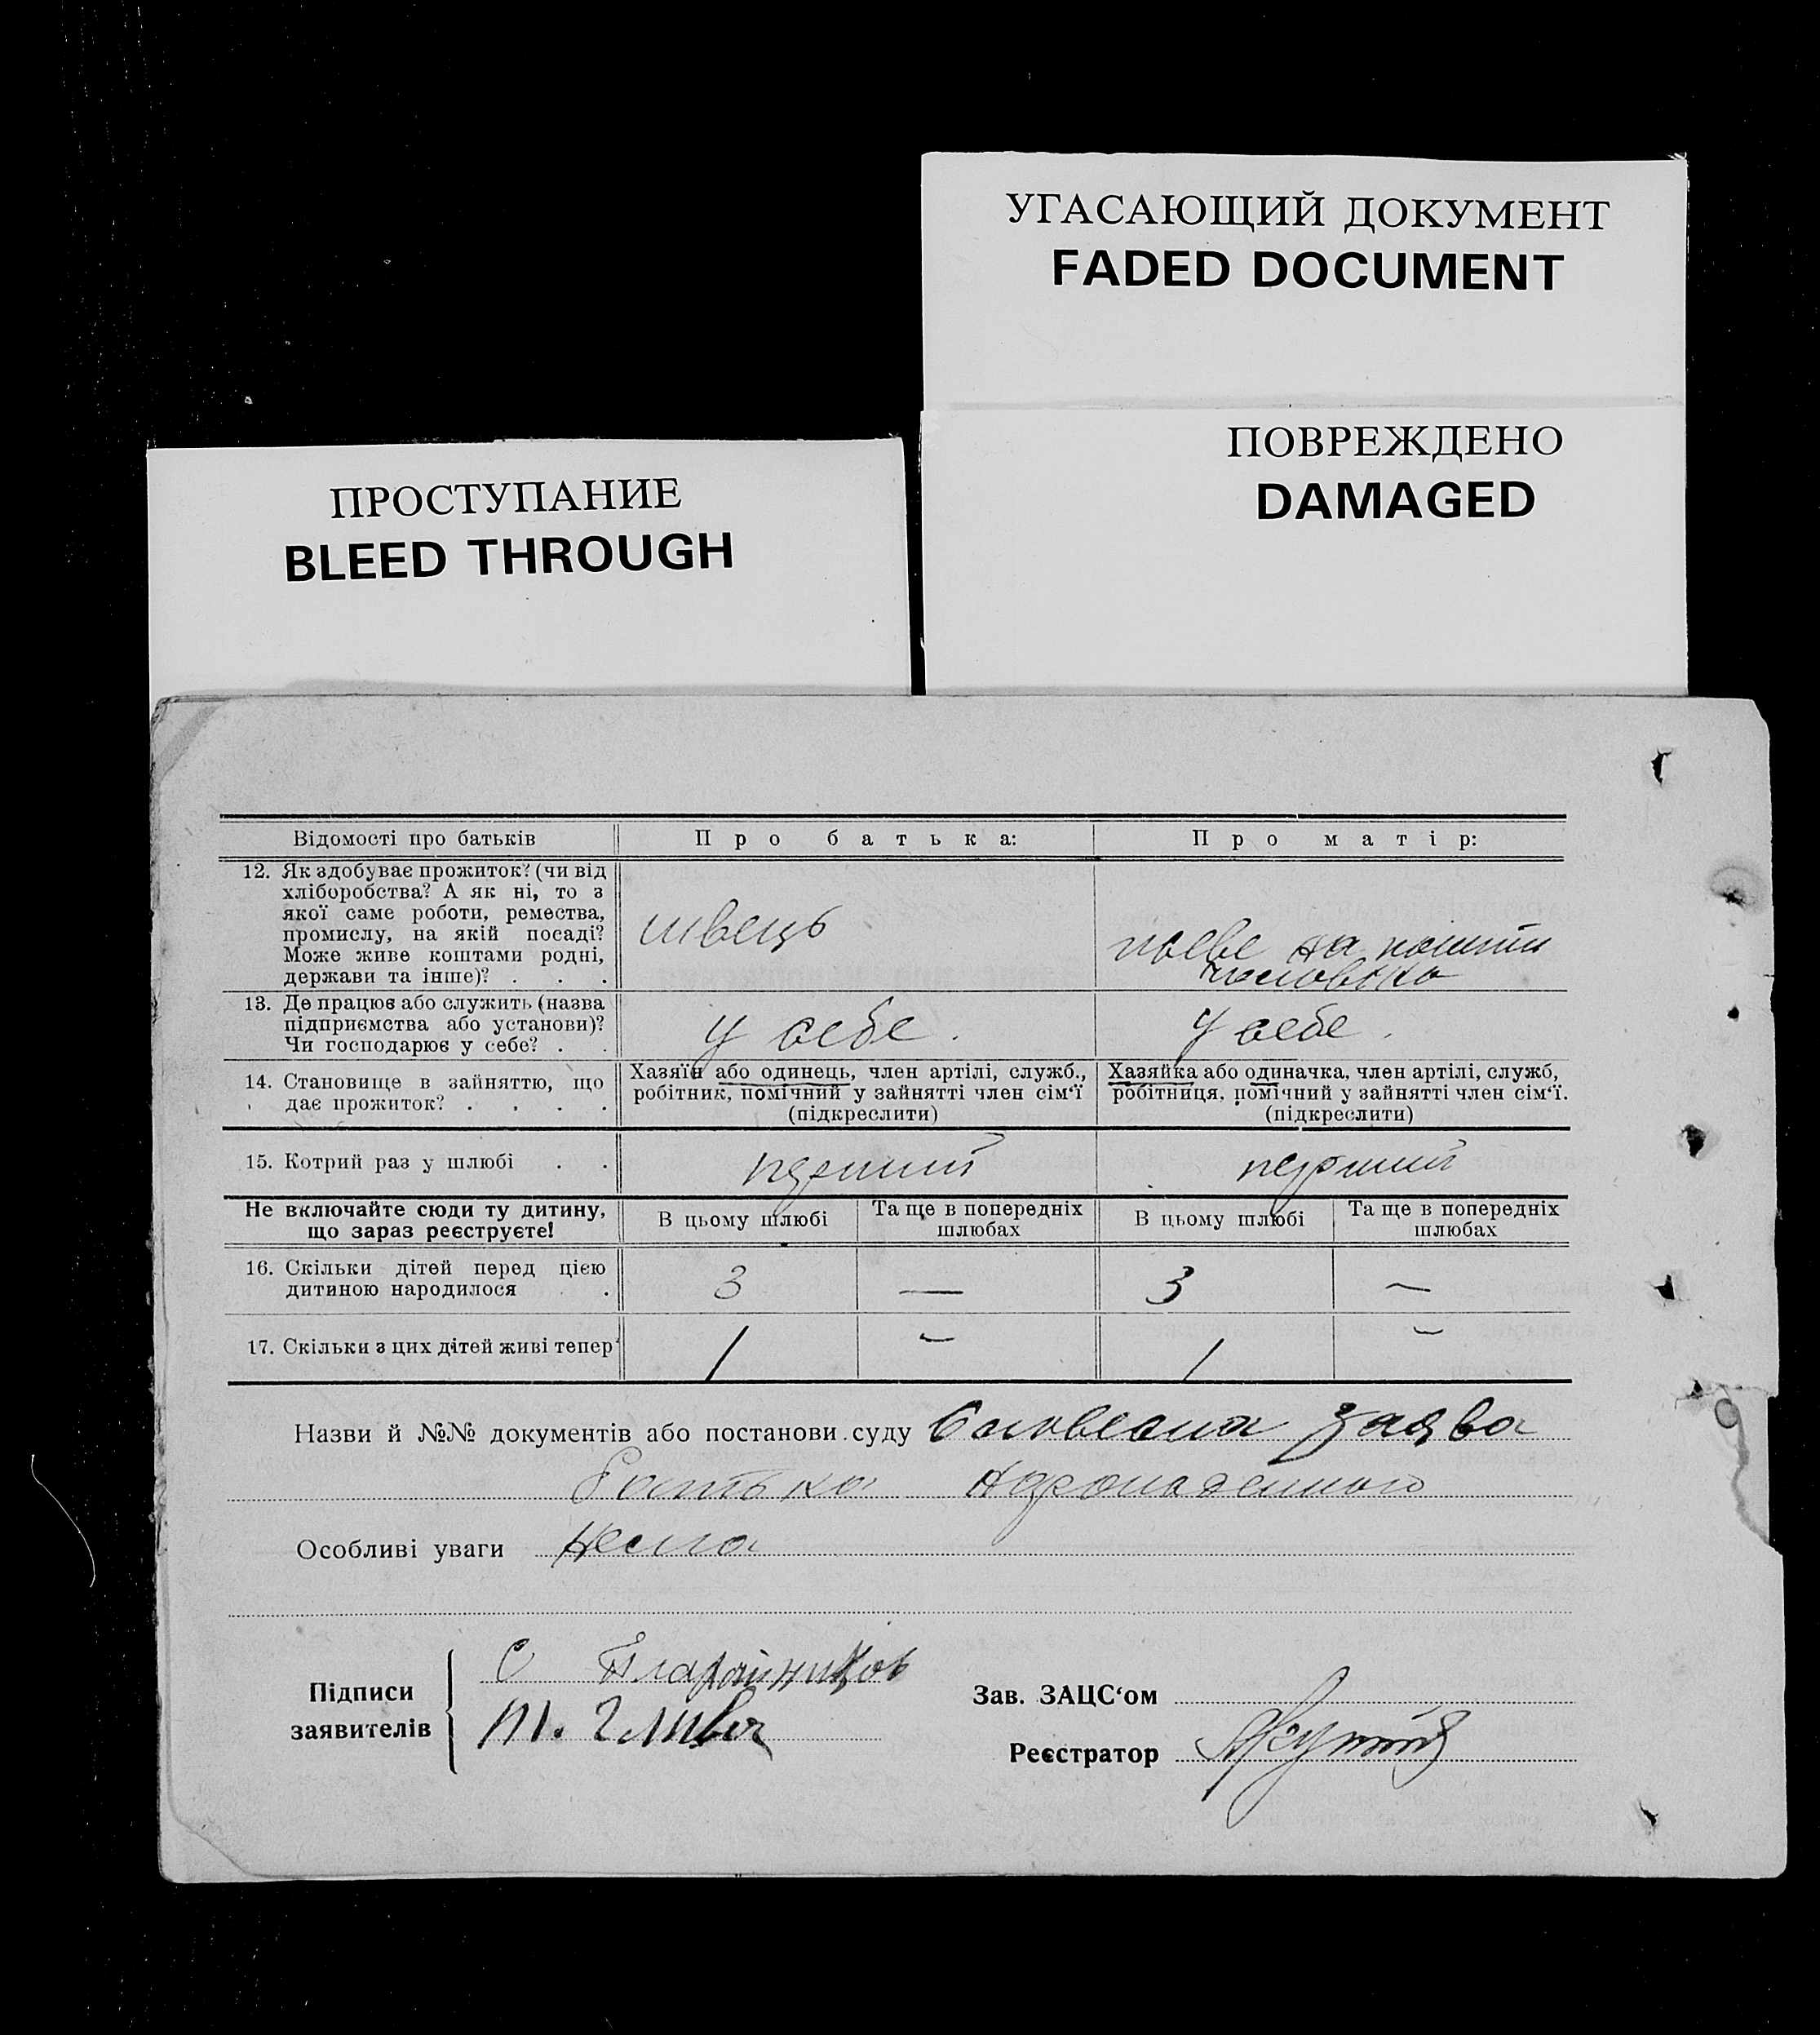 УГАСАЮЩИЙ ДОКУМЕНТ
FADED DOCUMENT
ПОВРЕЖДЕНО
DAMAGED
ПРОСТУПАНИЕ
BLEED THROUGH
Відомості про батьків
Про батька:
Про матір:
12. Як здобуває прожиток? (чи від
хліборобства? А як ні, то з
якої саме роботи, ремества,
промислу, на якій посаді?
Може живе коштами родні,
держави та інше)? . . .
швець
на кошти
чоловіка
13. Де працює або служить (назва
підприємства або установи)?
Чи господарює у себе? . .
у себе .
у себе .
14. Становище в зайняттю, що
дає прожиток? . . . .
Хазяїн або одинець, член артілі, служб.,
робітник, помічний у зайнятті член сім‘ї
(підкреслити)
Хазяйка або одиначка, член артілі, служб,
робітниця, помічний у зайнятті член сім‘ї.
(підкреслити)
15. Котрий раз у шлюбі . .
перший
перший
Не включайте сюди ту дитину,
що зараз реєструєте!
В цьому шлюбі
Та ще в попередніх
шлюбах
В цьому шлюбі
Та ще в попередніх
шлюбах
16. Скільки дітей перед цією
дитиною народилося .
3
—
3
—
17. Скільки з цих дітей живі тепер
1
—
1
—
Назви й №№ документів або постанови суду Словесна заява
батька
Особливі уваги Нема
Підписи
заявителів
С
Зав. ЗАЦС‘ом
Реєстратор